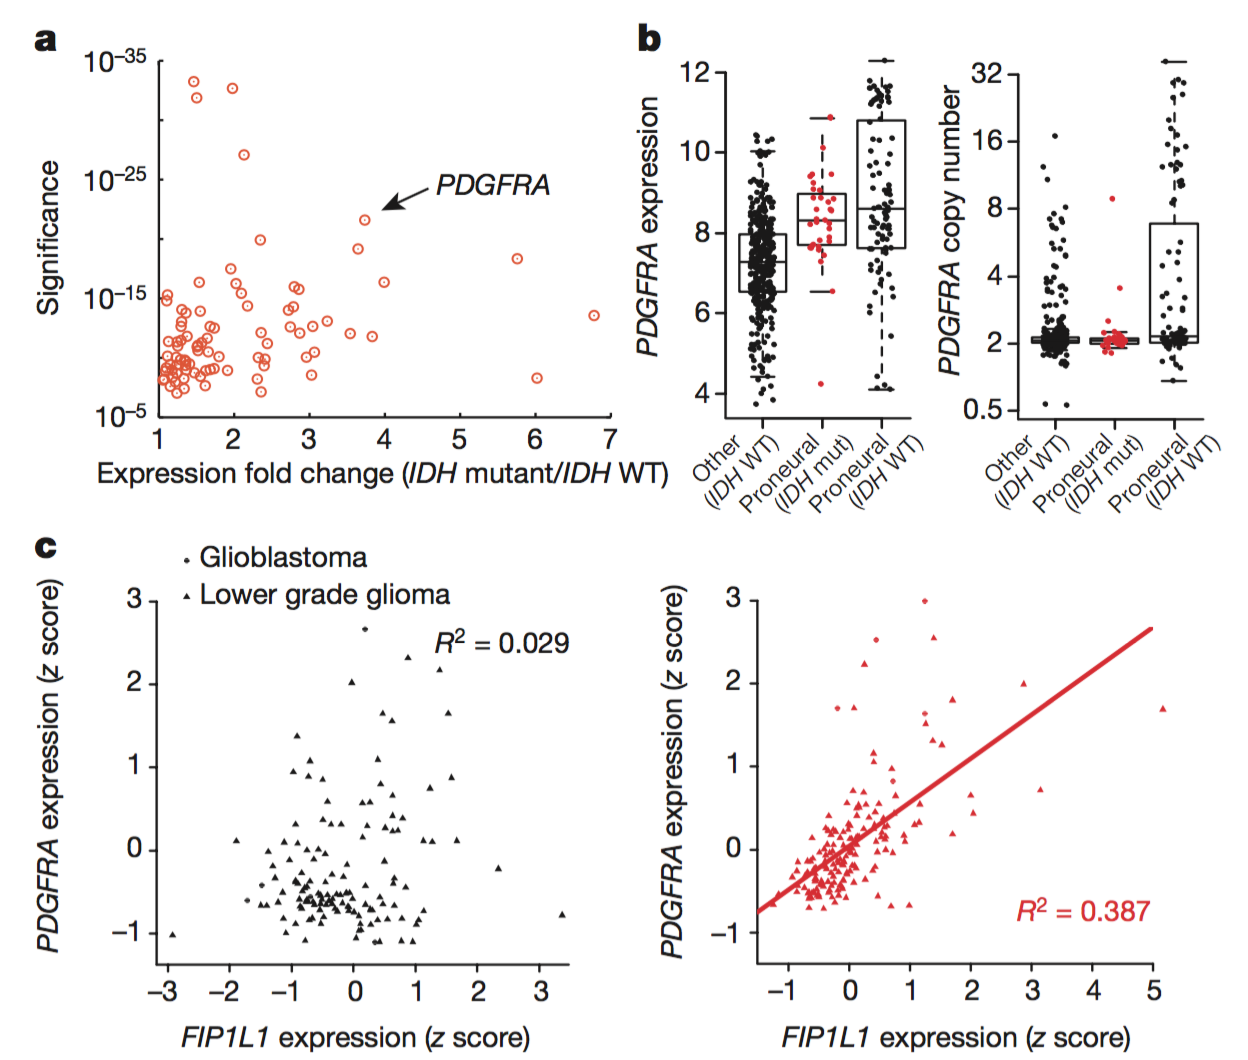 a
10⁻³⁵
10⁻²⁵
10⁻¹⁵
10⁻⁵
Significance
PDGFRA
1 2 3 4 5 6 7
Expression fold change (IDH mutant/IDH WT)
b
12
10
8
6
4
PDGFRA expression
Other
(IDH WT)
Proneural
(IDH mut)
Proneural
(IDH WT)
32
16
8
4
2
0.5
PDGFRA copy number
Other
(IDH WT)
Proneural
(IDH mut)
Proneural
(IDH WT)
c
Glioblastoma
Lower grade glioma
R² = 0.029
3
2
1
0
−1
PDGFRA expression (z score)
−3 −2 −1 0 1 2 3
FIP1L1 expression (z score)
3
2
1
0
−1
PDGFRA expression (z score)
R² = 0.387
−1 0 1 2 3 4 5
FIP1L1 expression (z score)